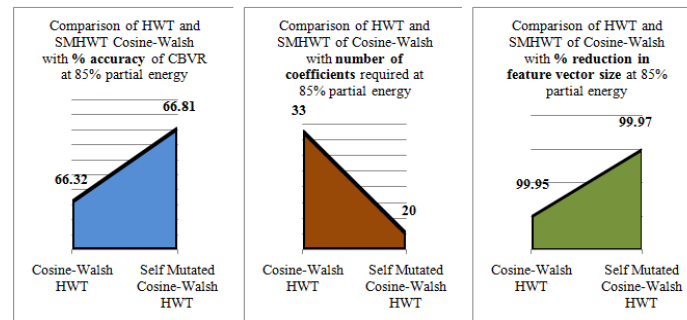 Comparison of HWT and
SMHWT Cosine-Walsh
with % accuracy of CBVR
at 85% partial energy
66.81
66.32
Cosine-Walsh
HWT
Self Mutated
Cosine-Walsh
HWT
Comparison of HWT and
SMHWT of Cosine-Walsh
with number of
coefficients required at
85% partial energy
33
20
Cosine-Walsh
HWT
Self Mutated
Cosine-Walsh
HWT
Comparison of HWT and
SMHWT of Cosine-Walsh
with % reduction in
feature vector size at 85%
partial energy
99.97
99.95
Cosine-Walsh
HWT
Self Mutated
Cosine-Walsh
HWT